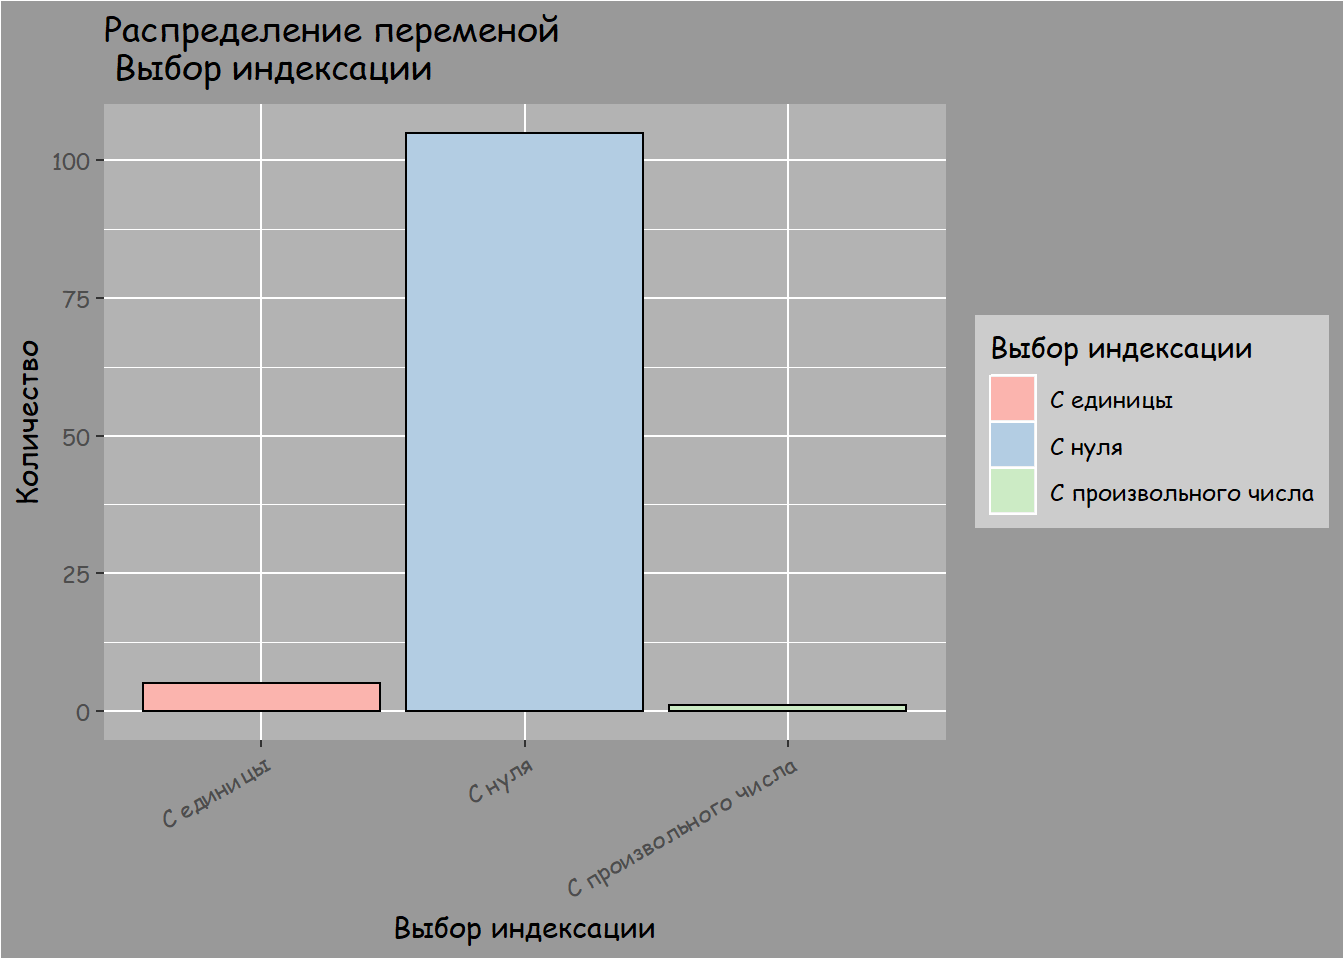 Распределение переменой
Выбор индексации
Количество
100
75
50
25
0
С единицы
С нуля
С произвольного числа
Выбор индексации
Выбор индексации
С единицы
С нуля
С произвольного числа